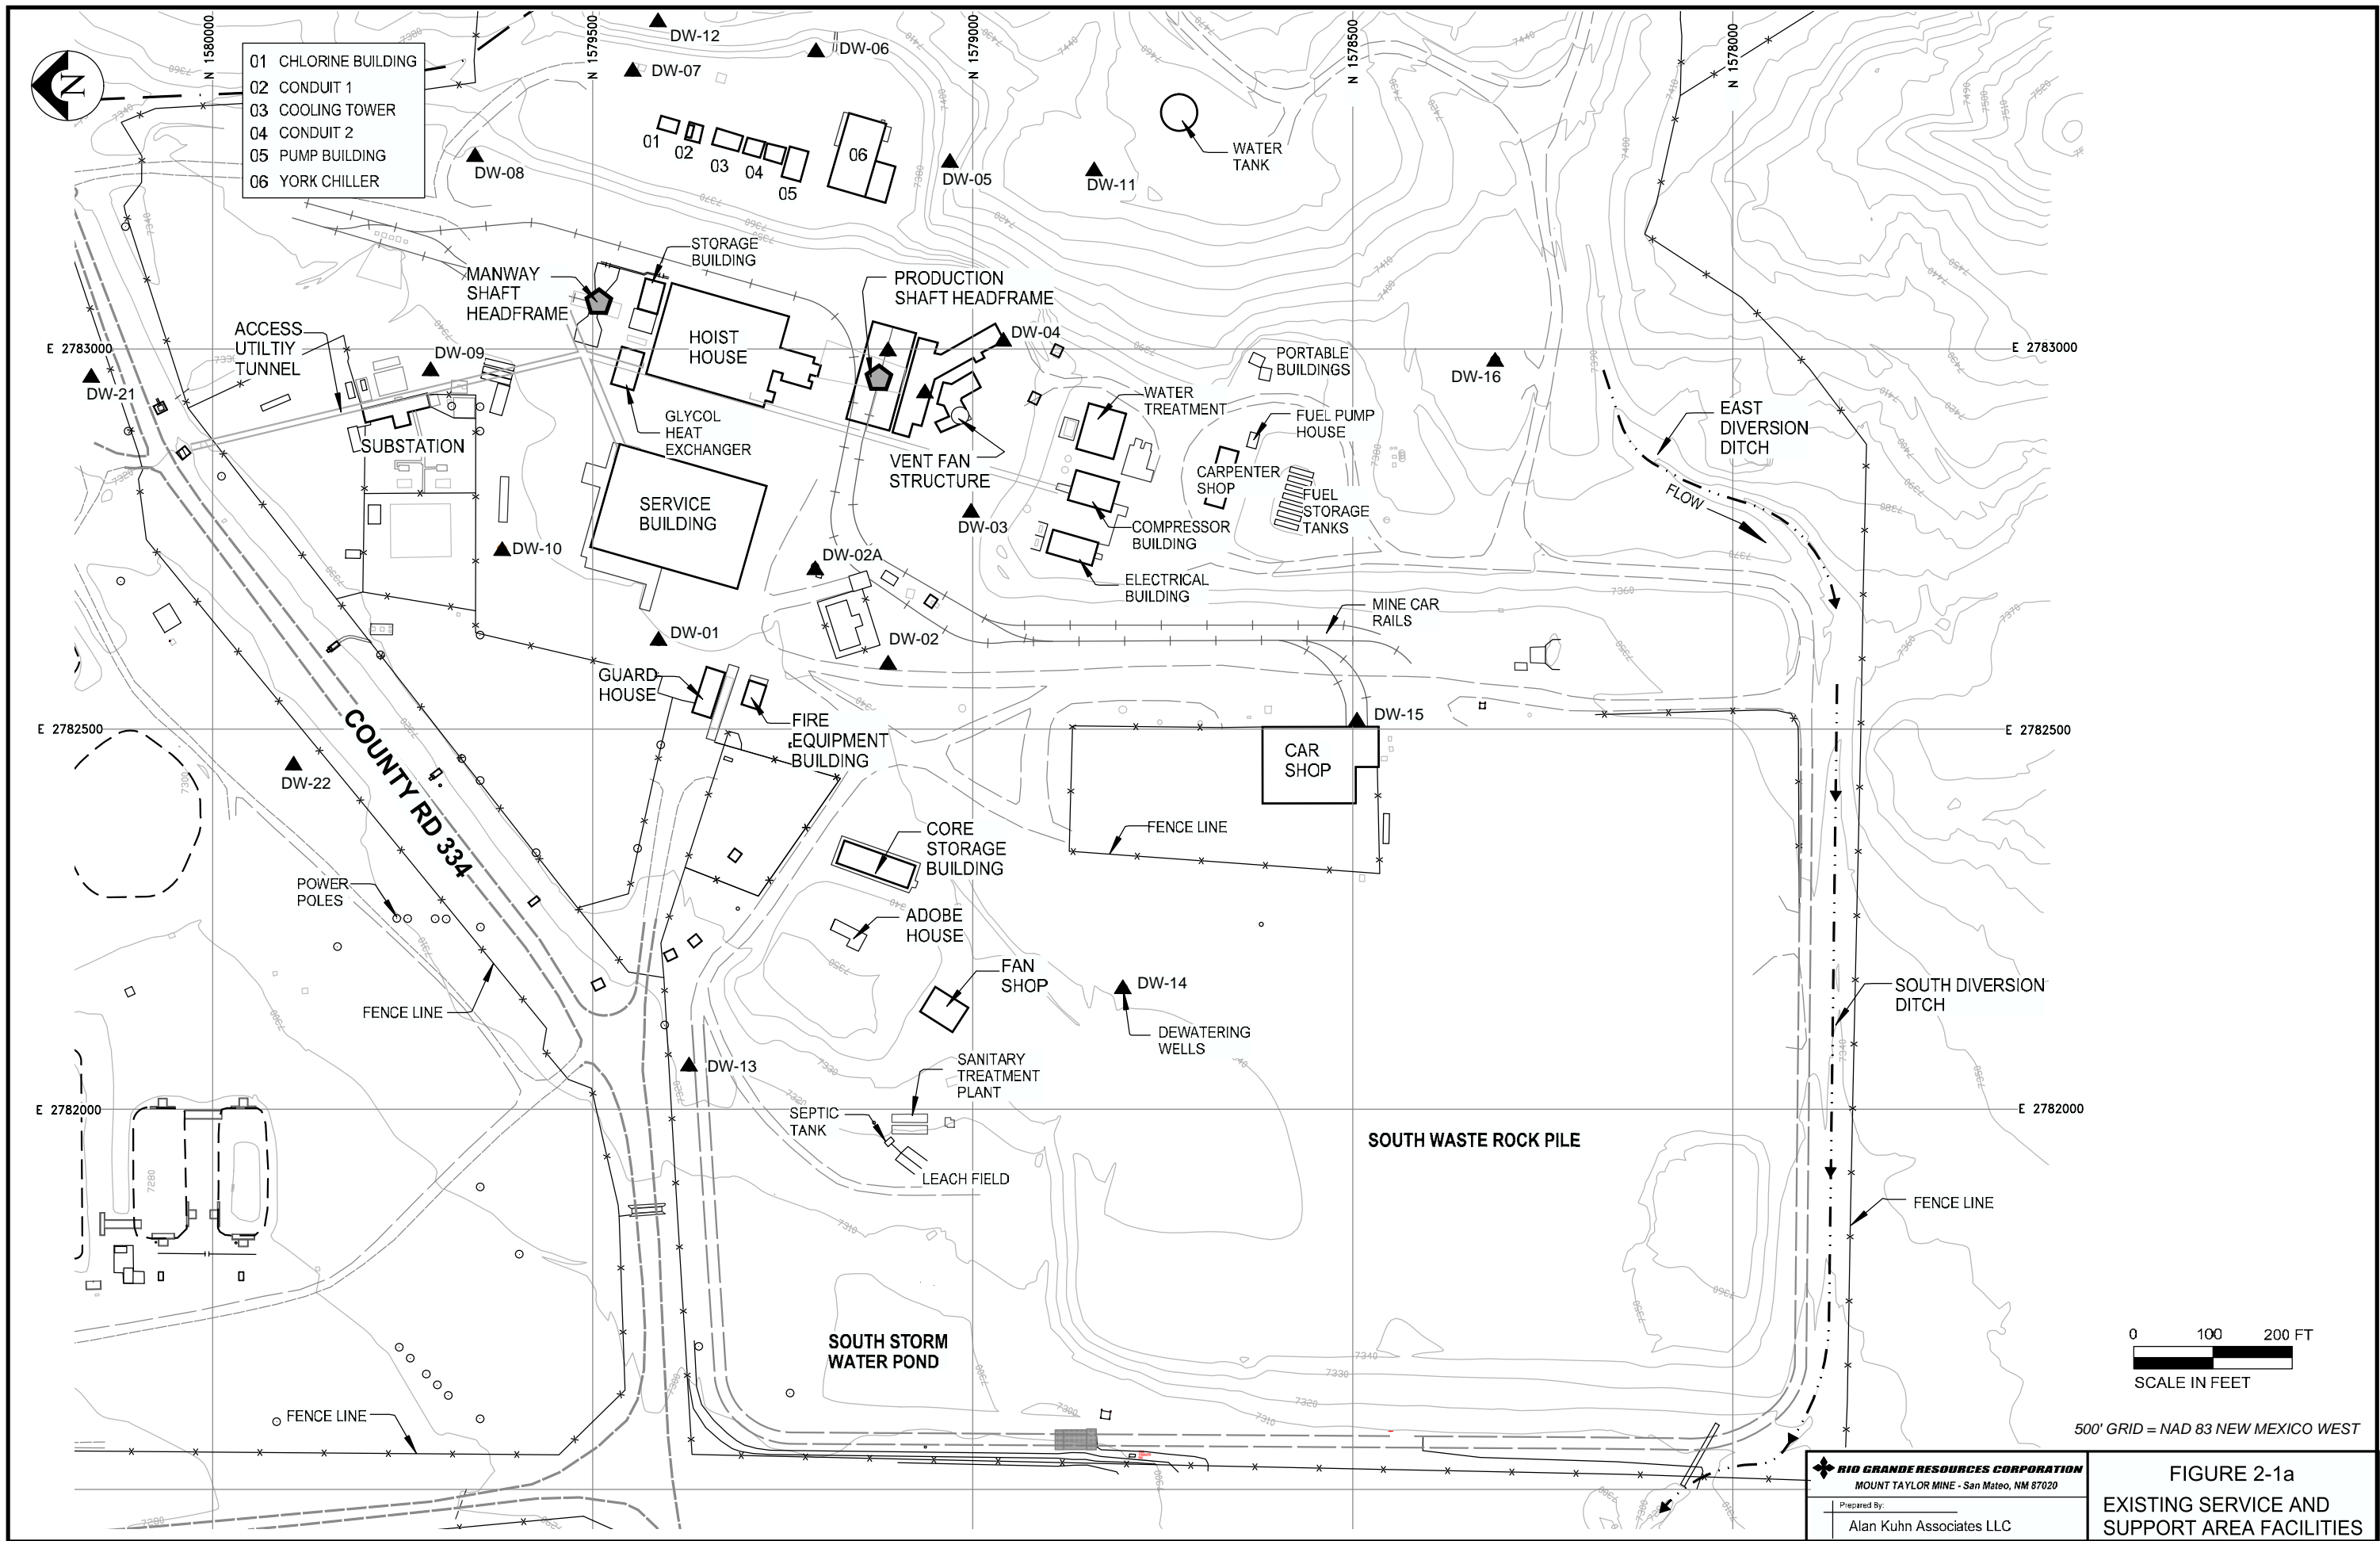 N 1580000
N 1579500
N 1579000
N 1578500
N 1578000
N
01 CHLORINE BUILDING
02 CONDUIT 1
03 COOLING TOWER
04 CONDUIT 2
05 PUMP BUILDING
06 YORK CHILLER
DW-12
DW-06
DW-07
DW-08
01
02
03
04
05
06
DW-05
DW-11
WATER
TANK
STORAGE
BUILDING
MANWAY
SHAFT
HEADFRAME
PRODUCTION
SHAFT HEADFRAME
HOIST
HOUSE
ACCESS
UTILTIY
TUNNEL
DW-09
DW-04
E 2783000
E 2783000
DW-21
PORTABLE
BUILDINGS
DW-16
WATER
TREATMENT
GLYCOL
HEAT
EXCHANGER
FUEL PUMP
HOUSE
EAST
DIVERSION
DITCH
SUBSTATION
VENT FAN
STRUCTURE
CARPENTER
SHOP
FUEL
STORAGE
TANKS
FLOW
SERVICE
BUILDING
DW-03
COMPRESSOR
BUILDING
DW-10
DW-02A
ELECTRICAL
BUILDING
MINE CAR
RAILS
DW-01
DW-02
GUARD
HOUSE
FIRE
EQUIPMENT
BUILDING
DW-15
E 2782500
E 2782500
CAR
SHOP
DW-22
COUNTY RD 334
CORE
STORAGE
BUILDING
FENCE LINE
POWER
POLES
ADOBE
HOUSE
FAN
SHOP
DW-14
SOUTH DIVERSION
DITCH
FENCE LINE
DEWATERING
WELLS
DW-13
SANITARY
TREATMENT
PLANT
E 2782000
E 2782000
SEPTIC
TANK
SOUTH WASTE ROCK PILE
LEACH FIELD
FENCE LINE
SOUTH STORM
WATER POND
0 100 200 FT
SCALE IN FEET
FENCE LINE
500' GRID = NAD 83 NEW MEXICO WEST
RIO GRANDE RESOURCES CORPORATION
MOUNT TAYLOR MINE - San Mateo, NM 87020
Prepared By:
Alan Kuhn Associates LLC
FIGURE 2-1a
EXISTING SERVICE AND
SUPPORT AREA FACILITIES